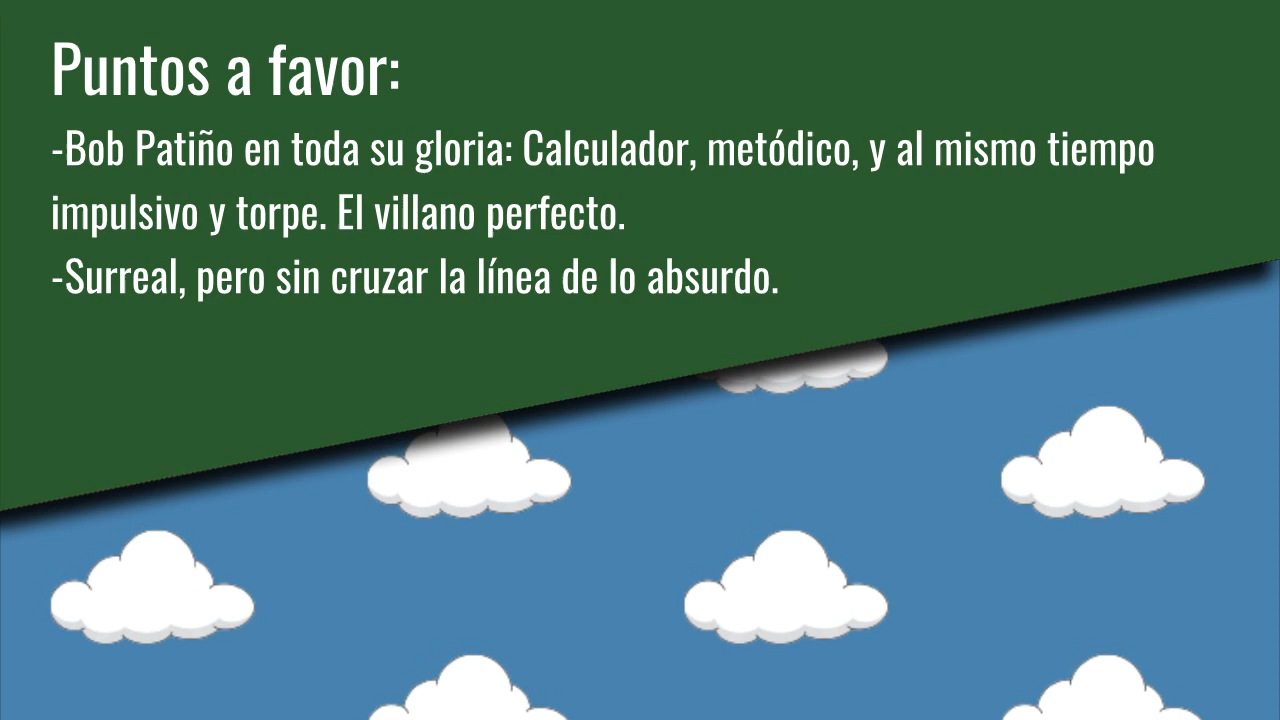 Puntos a favor:
-Bob Patiño en toda su gloria: Calculador, metódico, y al mismo tiempo
impulsivo y torpe. El villano perfecto.
-Surreal, pero sin cruzar la línea de lo absurdo.